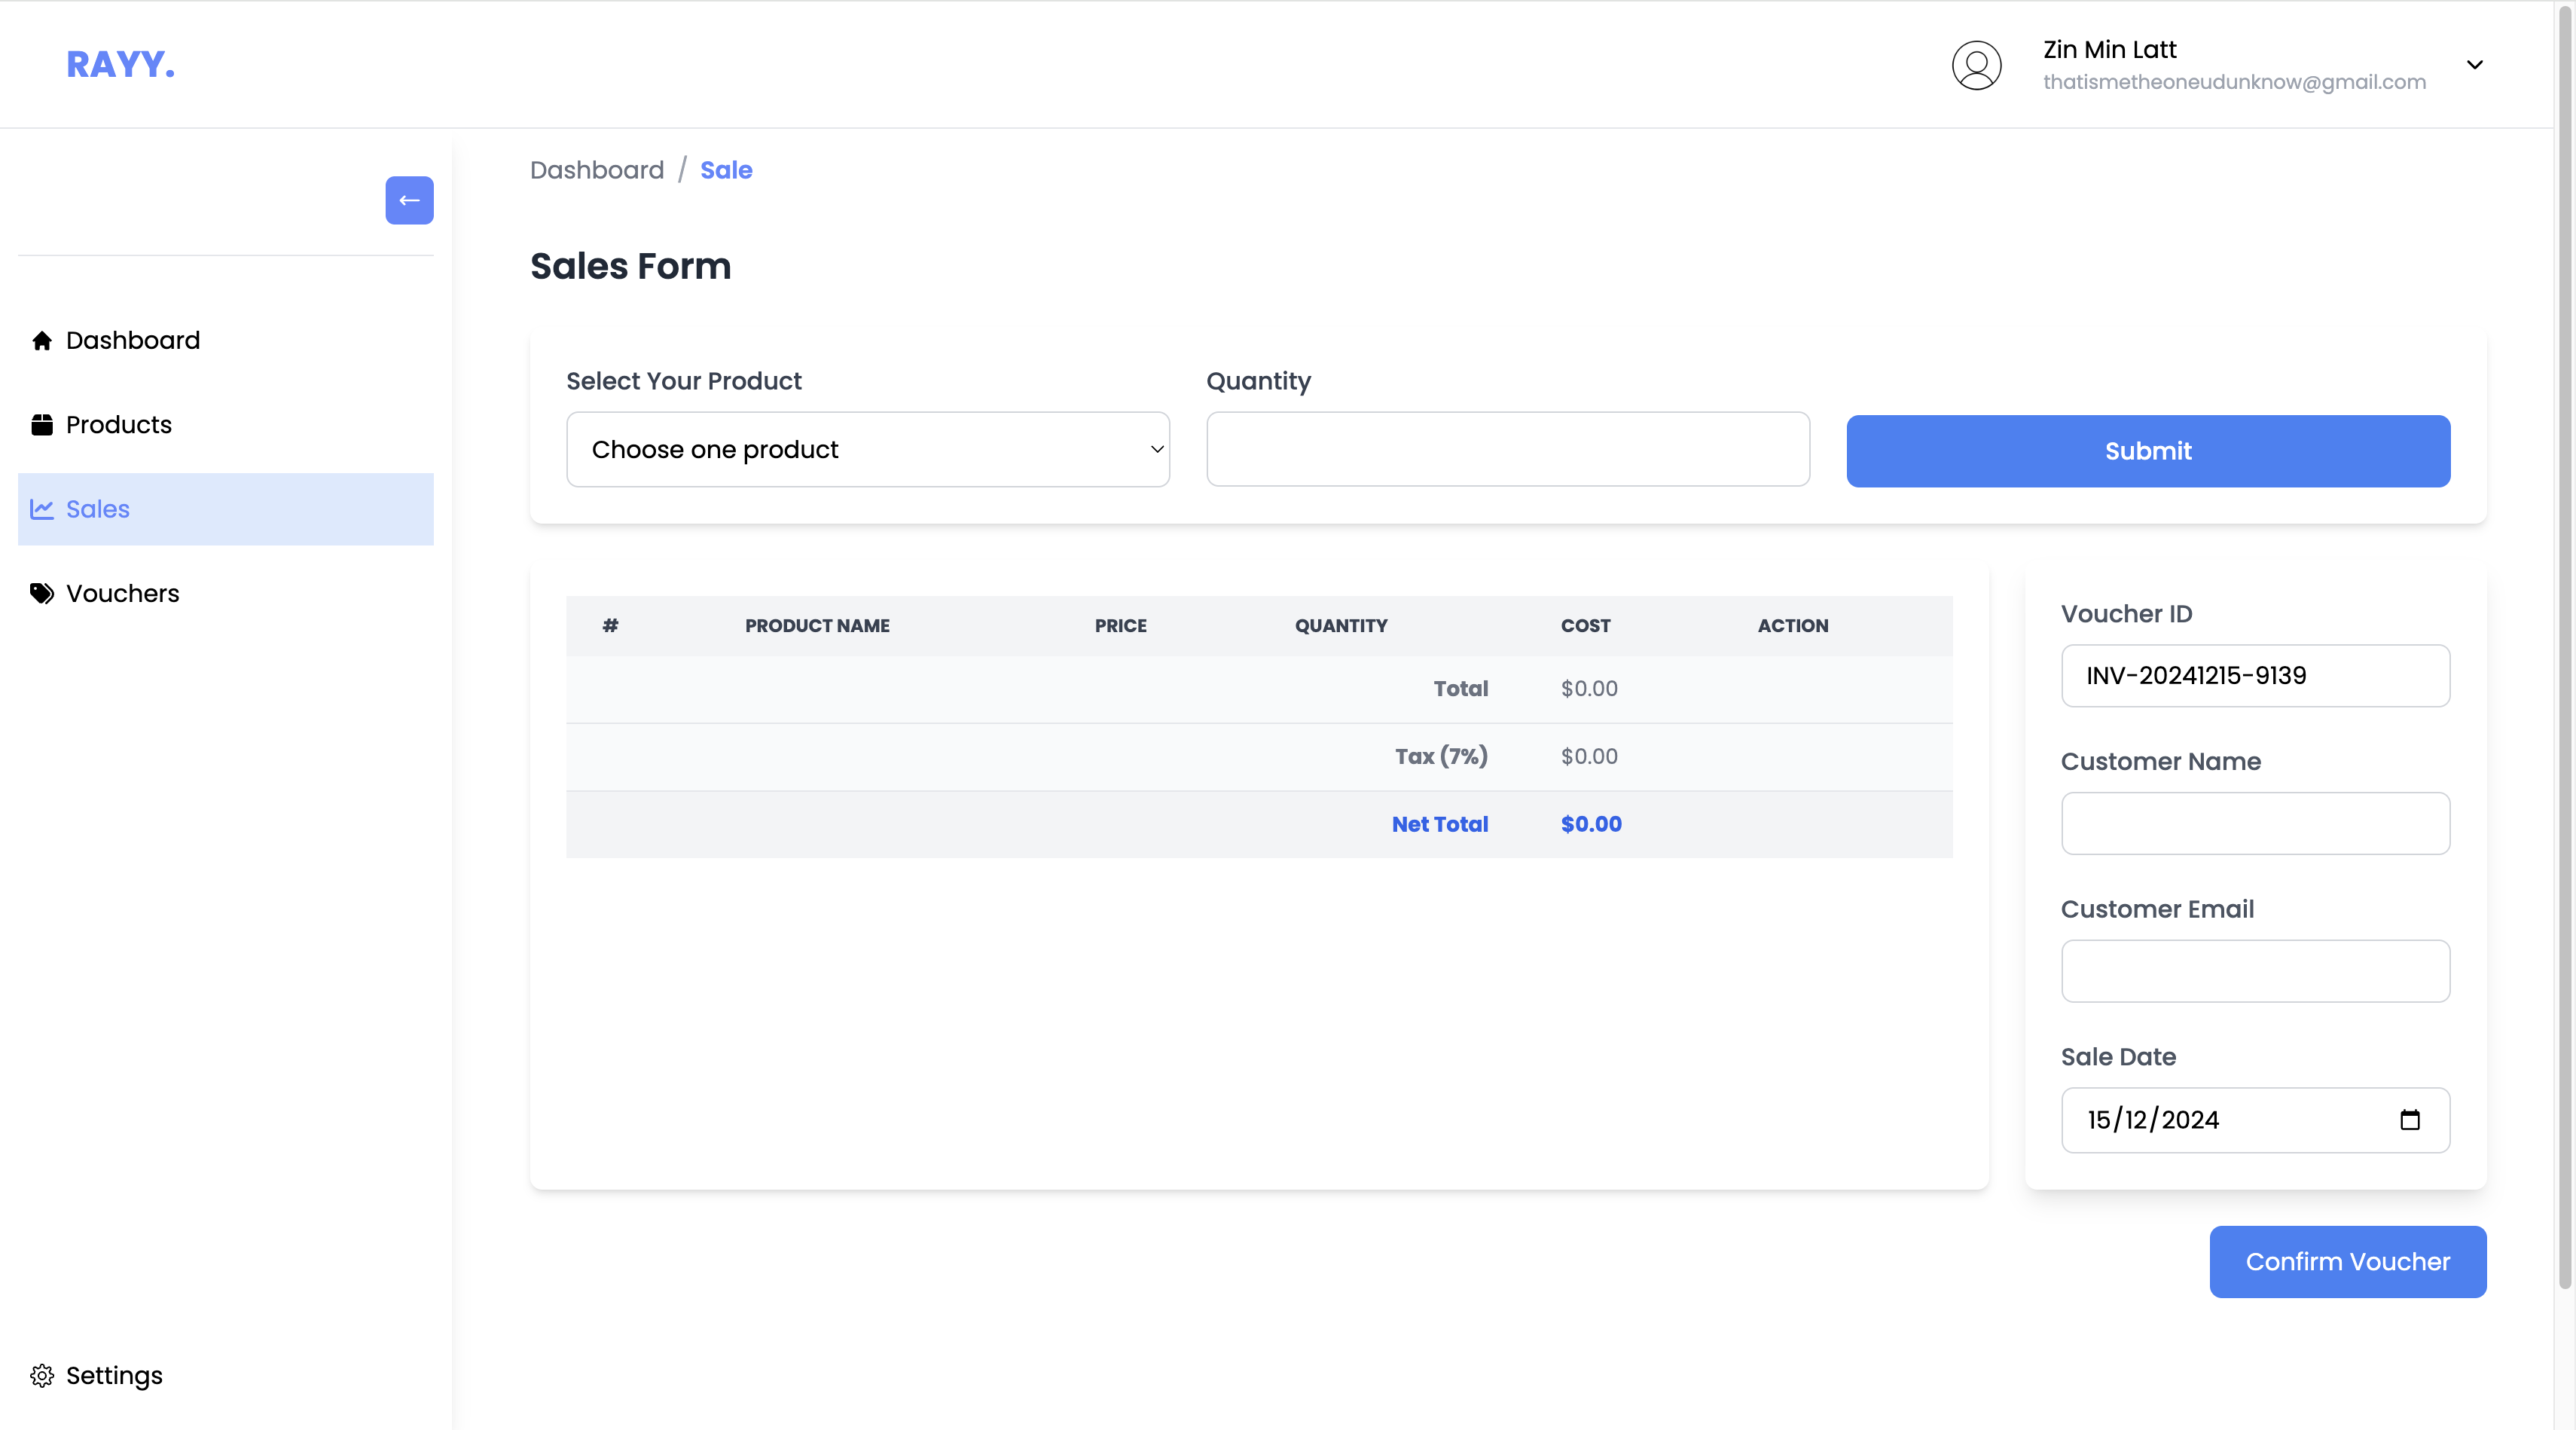 RAYY.
Zin Min Latt
thatismetheoneudunknow@gmail.com
Dashboard / Sale
Sales Form
Dashboard
Products
Sales
Vouchers
Settings
Select Your Product
Choose one product
Quantity
Submit
# PRODUCT NAME PRICE QUANTITY COST ACTION
Total $0.00
Tax (7%) $0.00
Net Total $0.00
Voucher ID
INV-20241215-9139
Customer Name
Customer Email
Sale Date
15/12/2024
Confirm Voucher